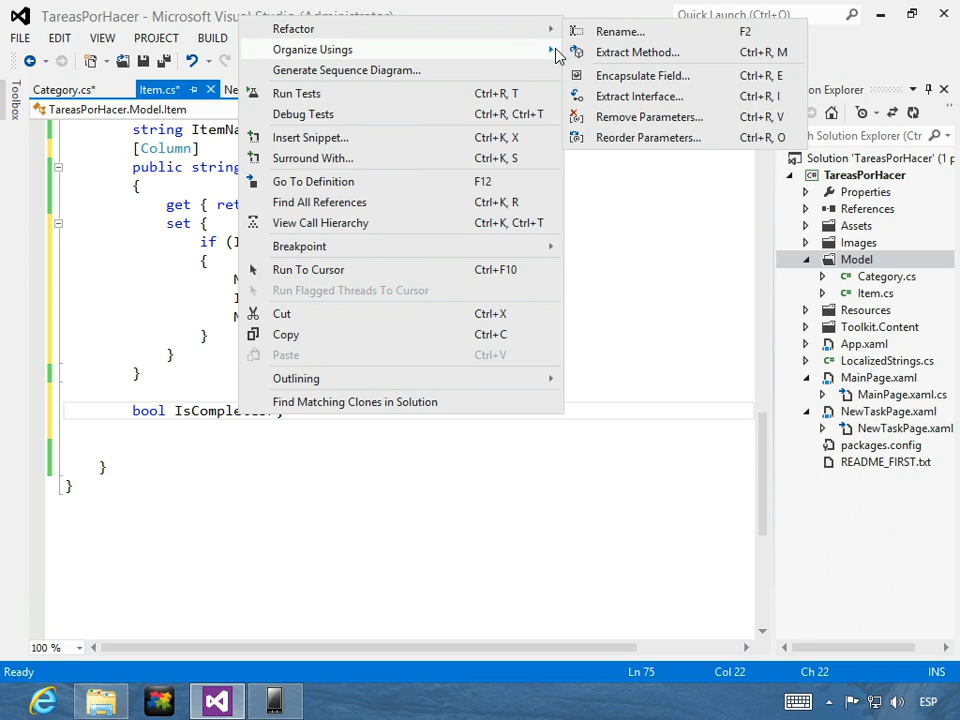 TareasPorHacer - Microsoft Visual Studio (Administrator)
Quick Launch (Ctrl+Q)
FILE EDIT VIEW PROJECT BUILD
Category.cs* Item.cs* Ne
Toolbox
TareasPorHacer.Model.Item
string ItemNa
[Column]
public string
{
get { ret
set {
if (I
{
N
I
N
}
}
}
bool IsComplete
}
}
Refactor
Organize Usings
Generate Sequence Diagram...
Run Tests Ctrl+R, T
Debug Tests Ctrl+R, Ctrl+T
Insert Snippet... Ctrl+K, X
Surround With... Ctrl+K, S
Go To Definition F12
Find All References Ctrl+K, R
View Call Hierarchy Ctrl+K, Ctrl+T
Breakpoint
Run To Cursor Ctrl+F10
Run Flagged Threads To Cursor
Cut Ctrl+X
Copy Ctrl+C
Paste Ctrl+V
Outlining
Find Matching Clones in Solution
Rename... F2
Extract Method... Ctrl+R, M
Encapsulate Field... Ctrl+R, E
Extract Interface... Ctrl+R, I
Remove Parameters... Ctrl+R, V
Reorder Parameters... Ctrl+R, O
on Explorer
h Solution Explorer (Ctrl+
Solution 'TareasPorHacer' (1 p
TareasPorHacer
Properties
References
Assets
Images
Model
Category.cs
Item.cs
Resources
Toolkit.Content
App.xaml
LocalizedStrings.cs
MainPage.xaml
MainPage.xaml.cs
NewTaskPage.xaml
NewTaskPage.xaml
packages.config
README_FIRST.txt
100 %
Ready Ln 75 Col 22 Ch 22 INS
ESP